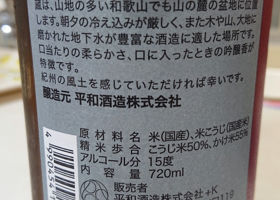 蔵は、山地の多い和歌山でも山の麓の盆地に位置
し、朝夕の冷え込みが厳しく、また木や山、大地に
磨かれた地下水が豊富な酒造に適した場所です。
口当たりの柔らかさ、口に入ったときの吟醸香が
特徴です。
紀州の風土を感じていただければ幸いです。
醸造元 平和酒造株式会社
原材料名 米(国産)、米こうじ(国産米)
精米歩合 こうじ米50%、かけ米55%
アルコール分 15度
内容量 720ml
販売者
平和酒造株式会社 +K
4 990444